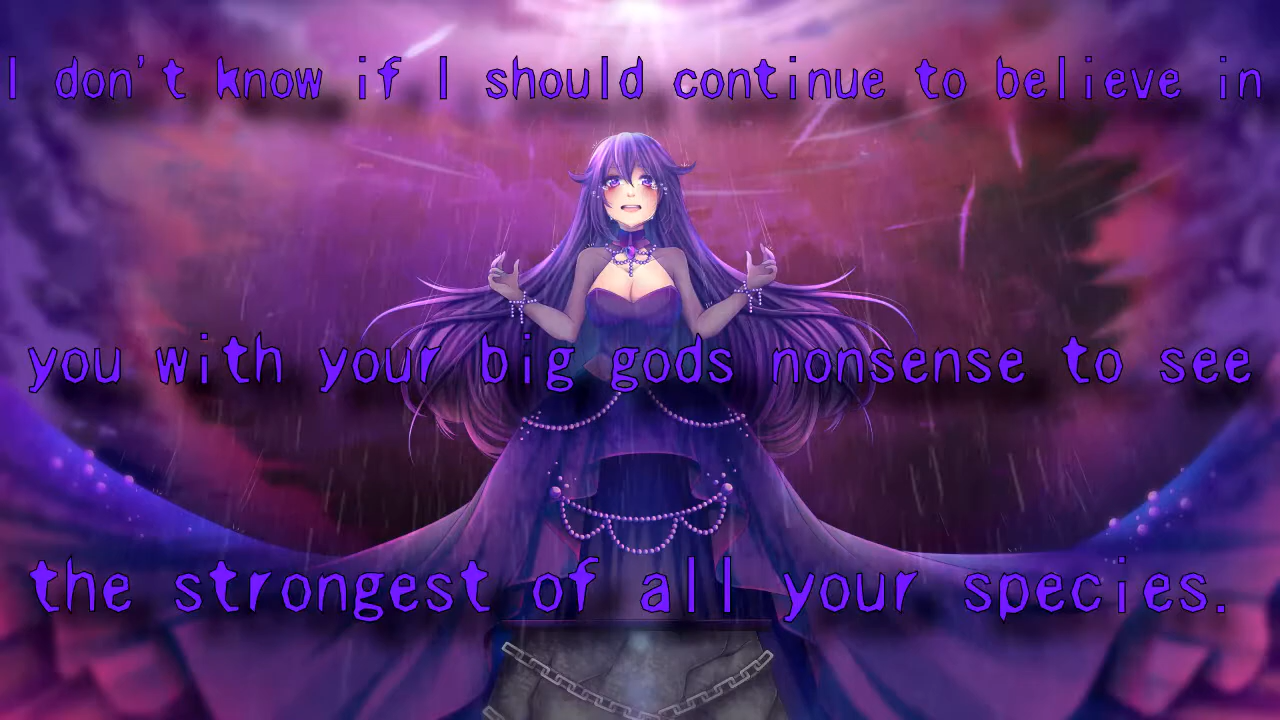 I don't know if I should continue to believe in
you with your big gods nonsense to see
the strongest of all your species.